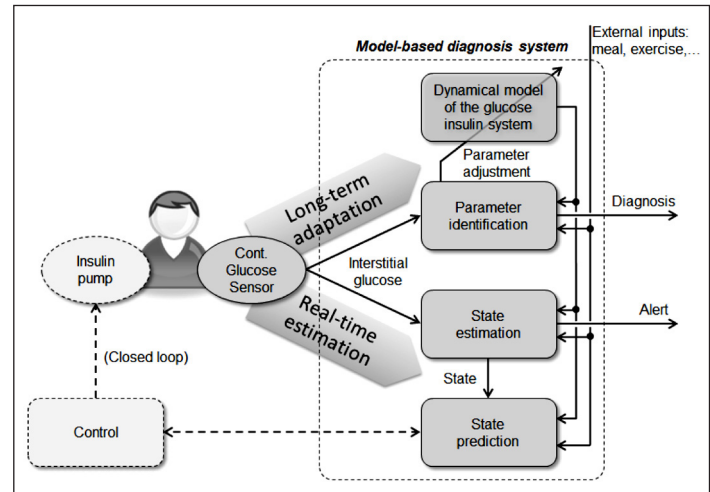 External inputs:
meal, exercise,...
Model-based diagnosis system
Dynamical model
of the glucose
insulin system
Parameter
adjustment
Long-term
adaptation
Parameter
identification
Diagnosis
Insulin
pump
Cont.
Glucose
Sensor
Interstitial
glucose
Real-time
estimation
State
estimation
Alert
(Closed loop)
State
Control
State
prediction